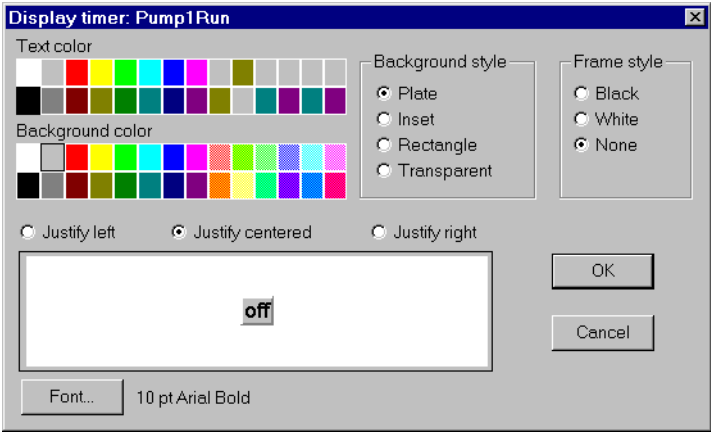 Display timer: Pump1Run
Text color
Background color
Background style
Plate
Inset
Rectangle
Transparent
Frame style
Black
White
None
Justify left
Justify centered
Justify right
off
OK
Cancel
Font...
10 pt Arial Bold